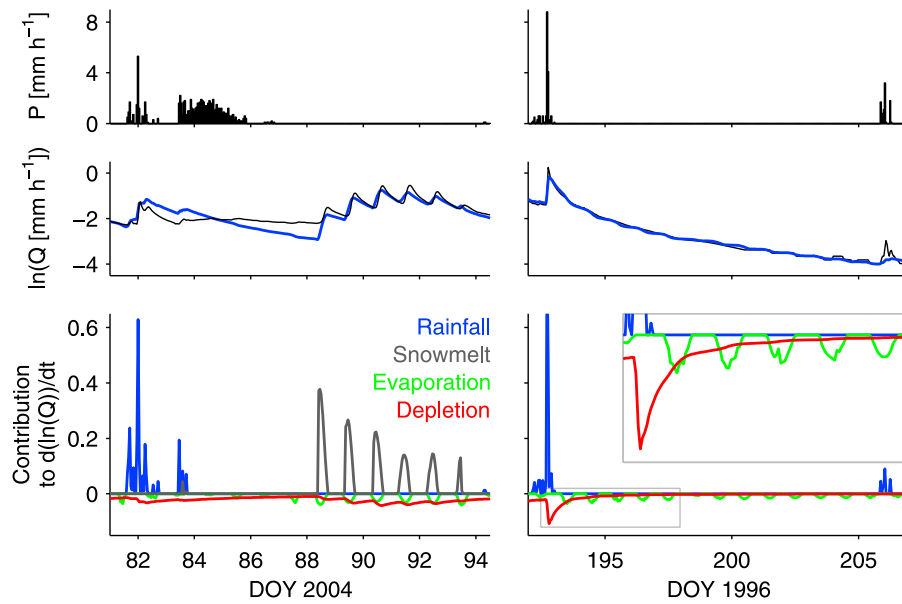 8
4
0
P [mm h⁻¹]
0
−2
−4
ln(Q [mm h⁻¹])
0.6
0.4
0.2
0
Contribution
to d(ln(Q))/dt
Rainfall
Snowmelt
Evaporation
Depletion
82 84 86 88 90 92 94
DOY 2004
195 200 205
DOY 1996